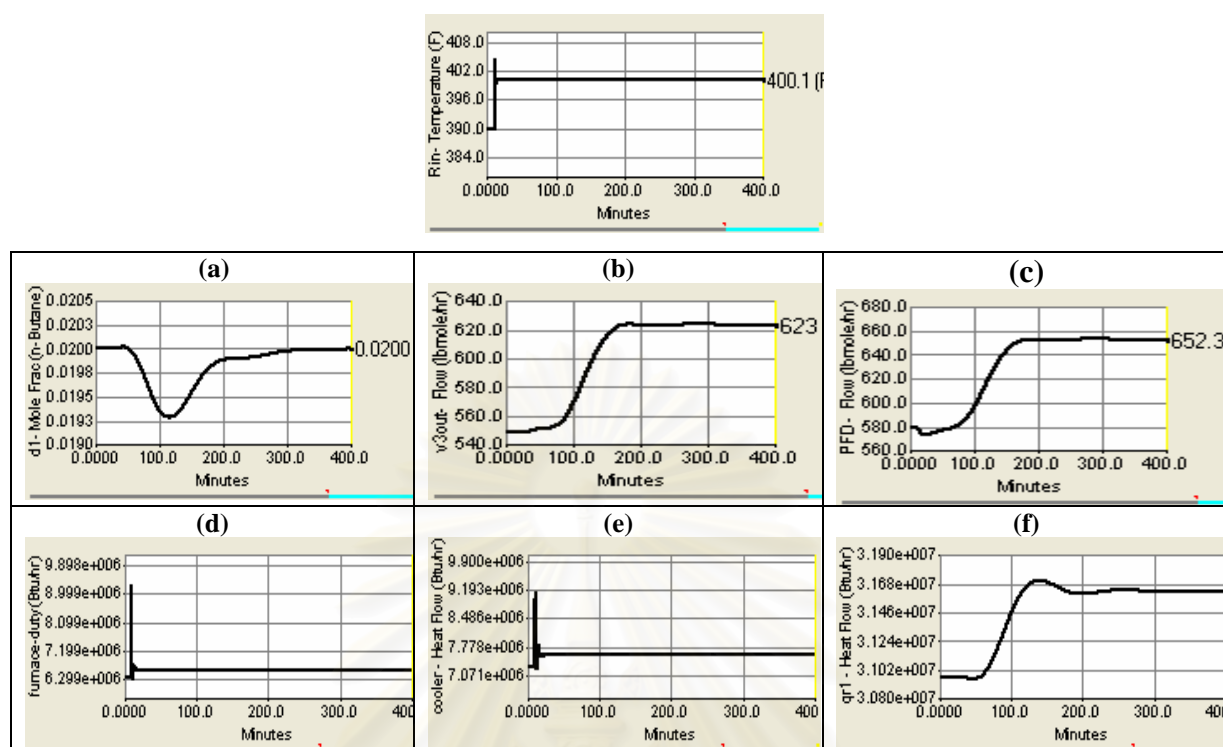 Rin- Temperature (F)
408.0
402.0
396.0
390.0
384.0
400.1 (F
0.0000 100.0 200.0 300.0 400.0
Minutes
(a)
d1- Mole Frac (n-Butane)
0.0205
0.0203
0.0200
0.0198
0.0195
0.0193
0.0190
0.0200
0.0000 100.0 200.0 300.0 400.0
Minutes
(b)
v3out- Flow (lbmole/hr)
640.0
620.0
600.0
580.0
560.0
540.0
623
0.0000 100.0 200.0 300.0 400.0
Minutes
(c)
PFD - Flow (lbmole/hr)
680.0
660.0
640.0
620.0
600.0
580.0
560.0
652.3
0.0000 100.0 200.0 300.0 400.0
Minutes
(d)
furnace-duty (Btu/hr)
9.898e+006
8.999e+006
8.099e+006
7.199e+006
6.299e+006
0.0000 100.0 200.0 300.0 400
Minutes
(e)
cooler - Heat Flow (Btu/hr)
9.900e+006
9.193e+006
8.486e+006
7.778e+006
7.071e+006
0.0000 100.0 200.0 300.0 400
Minutes
(f)
qr1 - Heat Flow (Btu/hr)
3.190e+007
3.168e+007
3.146e+007
3.124e+007
3.102e+007
3.080e+007
0.0000 100.0 200.0 300.0 400
Minutes